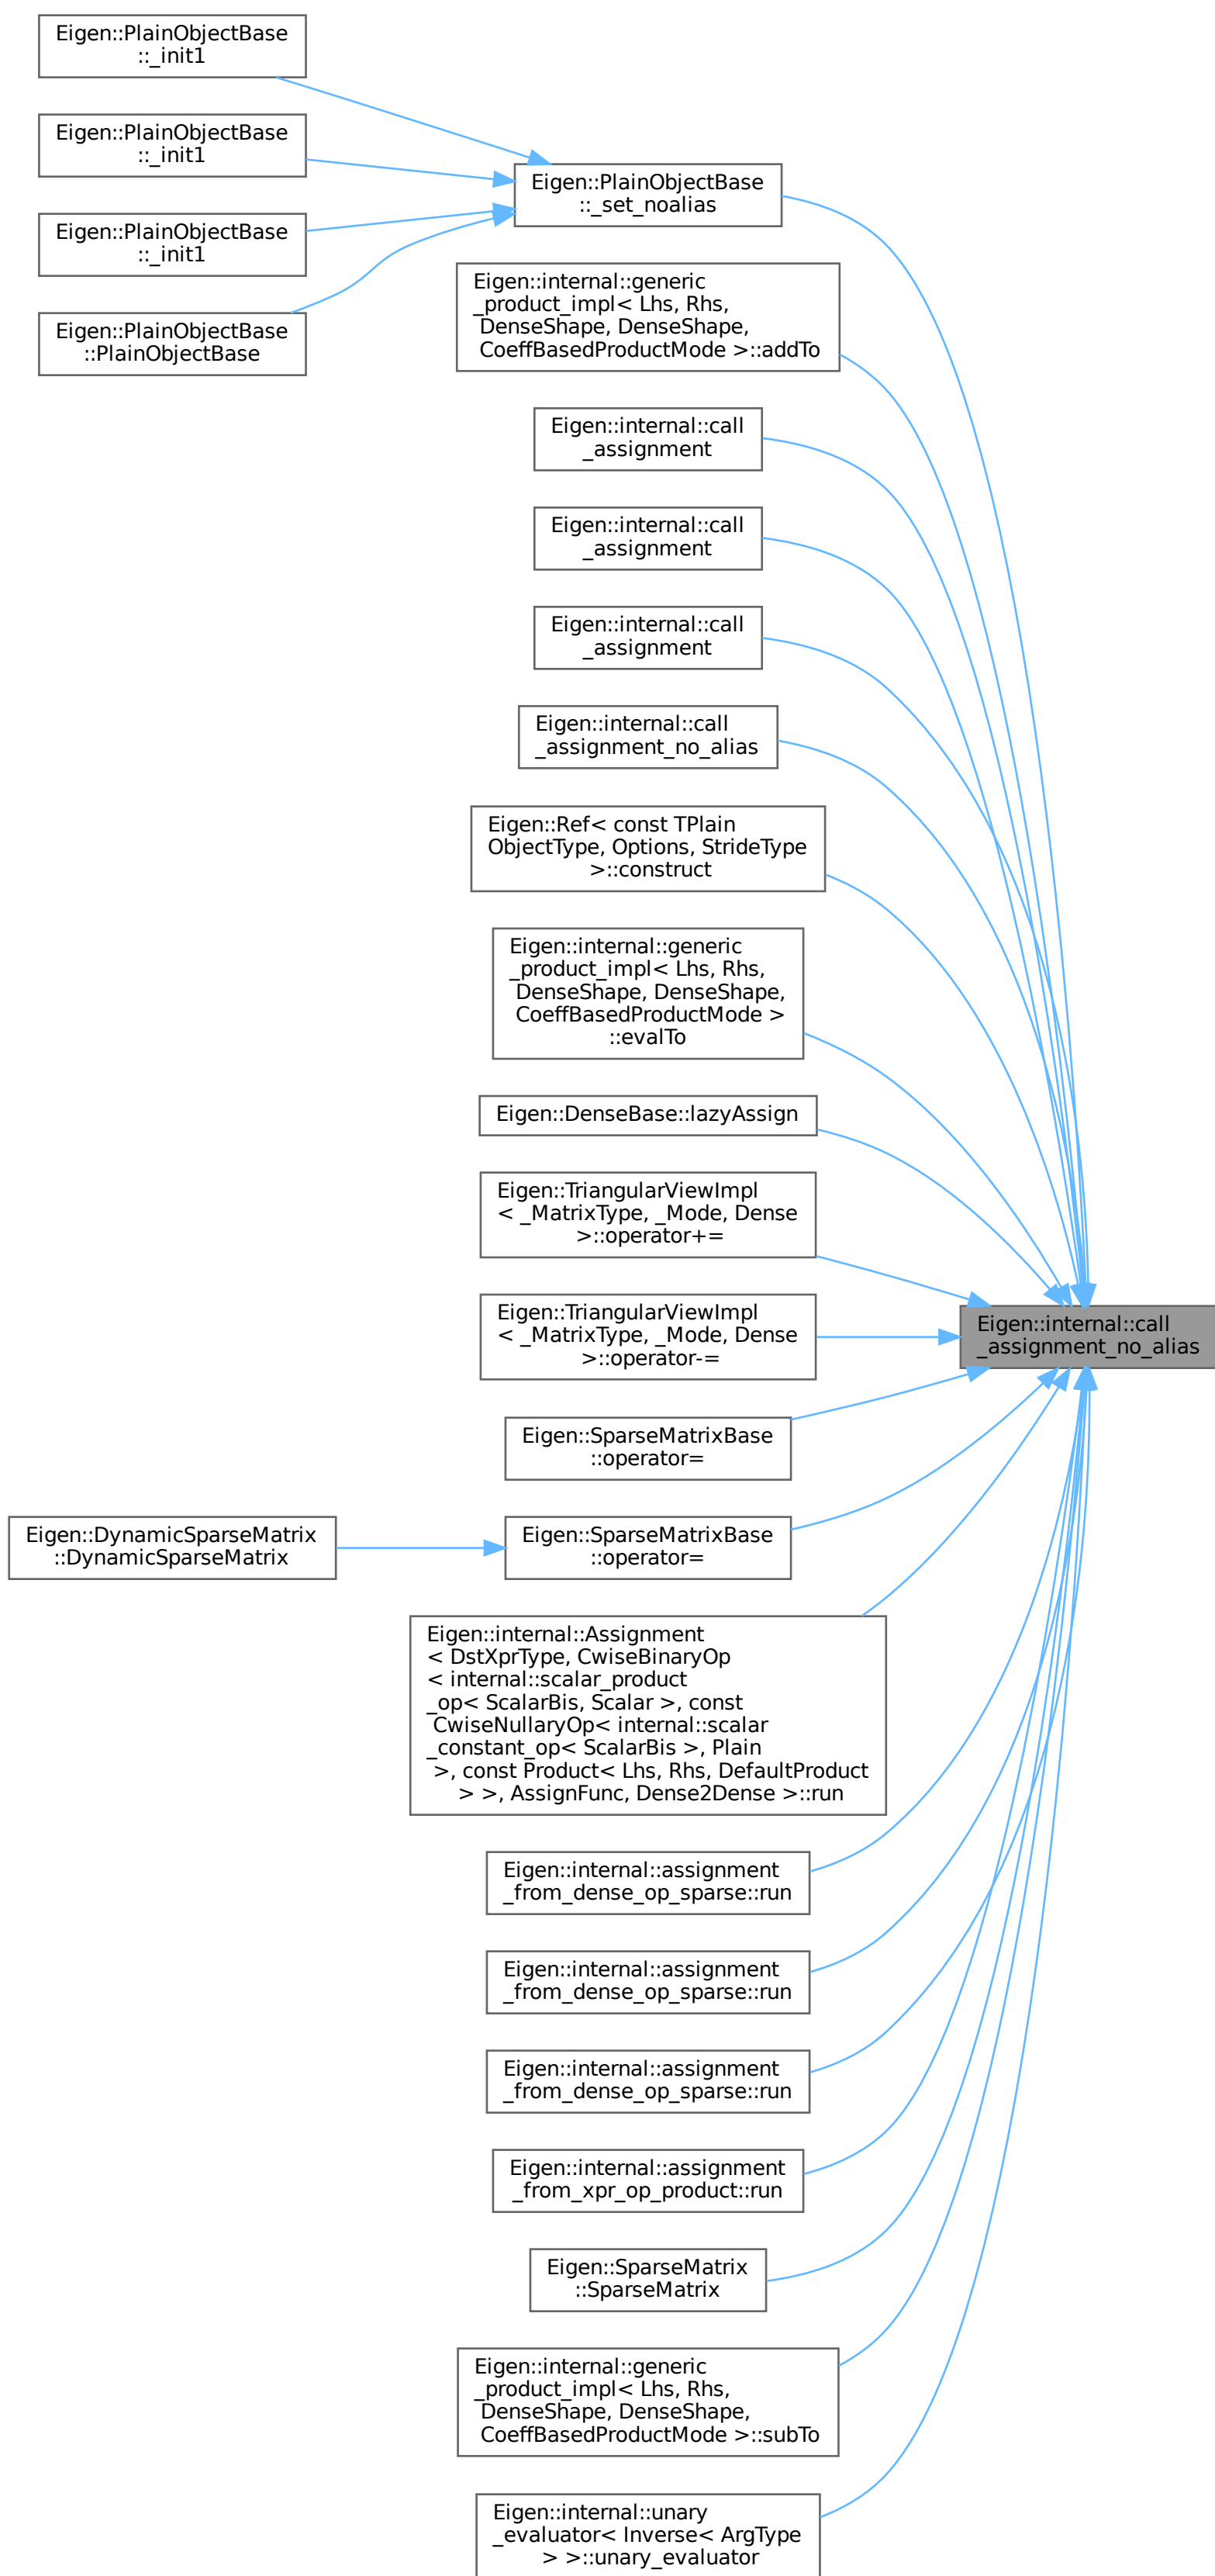 Eigen::PlainObjectBase
::_init1
Eigen::PlainObjectBase
::_init1
Eigen::PlainObjectBase
::_init1
Eigen::PlainObjectBase
::PlainObjectBase
Eigen::PlainObjectBase
::_set_noalias
Eigen::internal::generic
_product_impl< Lhs, Rhs,
DenseShape, DenseShape,
CoeffBasedProductMode >::addTo
Eigen::internal::call
_assignment
Eigen::internal::call
_assignment
Eigen::internal::call
_assignment
Eigen::internal::call
_assignment_no_alias
Eigen::Ref< const TPlain
ObjectType, Options, StrideType
>::construct
Eigen::internal::generic
_product_impl< Lhs, Rhs,
DenseShape, DenseShape,
CoeffBasedProductMode >
::evalTo
Eigen::DenseBase::lazyAssign
Eigen::TriangularViewImpl
< _MatrixType, _Mode, Dense
>::operator+=
Eigen::TriangularViewImpl
< _MatrixType, _Mode, Dense
>::operator-=
Eigen::internal::call
_assignment_no_alias
Eigen::SparseMatrixBase
::operator=
Eigen::DynamicSparseMatrix
::DynamicSparseMatrix
Eigen::SparseMatrixBase
::operator=
Eigen::internal::Assignment
< DstXprType, CwiseBinaryOp
< internal::scalar_product
_op< ScalarBis, Scalar >, const
CwiseNullaryOp< internal::scalar
_constant_op< ScalarBis >, Plain
>, const Product< Lhs, Rhs, DefaultProduct
> >, AssignFunc, Dense2Dense >::run
Eigen::internal::assignment
_from_dense_op_sparse::run
Eigen::internal::assignment
_from_dense_op_sparse::run
Eigen::internal::assignment
_from_dense_op_sparse::run
Eigen::internal::assignment
_from_xpr_op_product::run
Eigen::SparseMatrix
::SparseMatrix
Eigen::internal::generic
_product_impl< Lhs, Rhs,
DenseShape, DenseShape,
CoeffBasedProductMode >::subTo
Eigen::internal::unary
_evaluator< Inverse< ArgType
> >::unary_evaluator